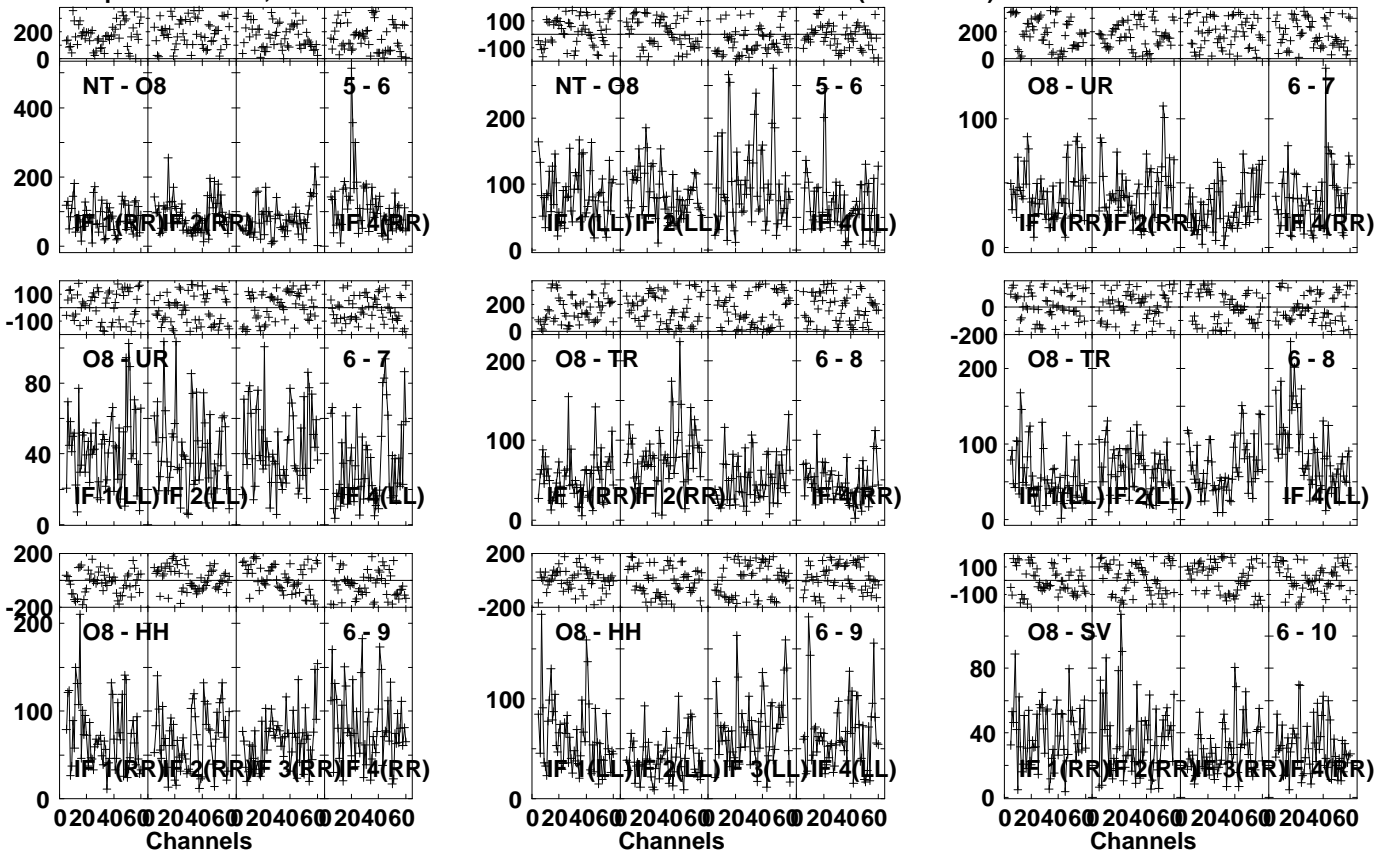 200 100 200
0 -100 0
NT - O8 5 - 6 NT - O8 5 - 6 O8 - UR 6 - 7
400 200 100
200 100
IF 1(RR) IF 2(RR) IF 4(RR) IF 1(LL) IF 2(LL) IF 4(LL) IF 1(RR) IF 2(RR) IF 4(RR)
0 0 0
100 200 0
-100 0 -200
O8 - UR 6 - 7 O8 - TR 6 - 8 O8 - TR 6 - 8
80 200 200
40 100 100
IF 1(LL) IF 2(LL) IF 4(LL) IF 1(RR) IF 2(RR) IF 4(RR) IF 1(LL) IF 2(LL) IF 4(LL)
0 0 0
200 200 100
-200 -200 -100
200
O8 - HH 6 - 9 O8 - HH 6 - 9 O8 - SV 6 - 10
80
100 100 40
IF 1(RR) IF 2(RR) IF 3(RR) IF 4(RR) IF 1(LL) IF 2(LL) IF 3(LL) IF 4(LL) IF 1(RR) IF 2(RR) IF 3(RR) IF 4(RR)
0 0 0
0 20 40 60 0 20 40 60 0 20 40 60 0 20 40 60 0 20 40 60 0 20 40 60 0 20 40 60 0 20 40 60 0 20 40 60 0 20 40 60 0 20 40 60 0 20 40 60
Channels Channels Channels